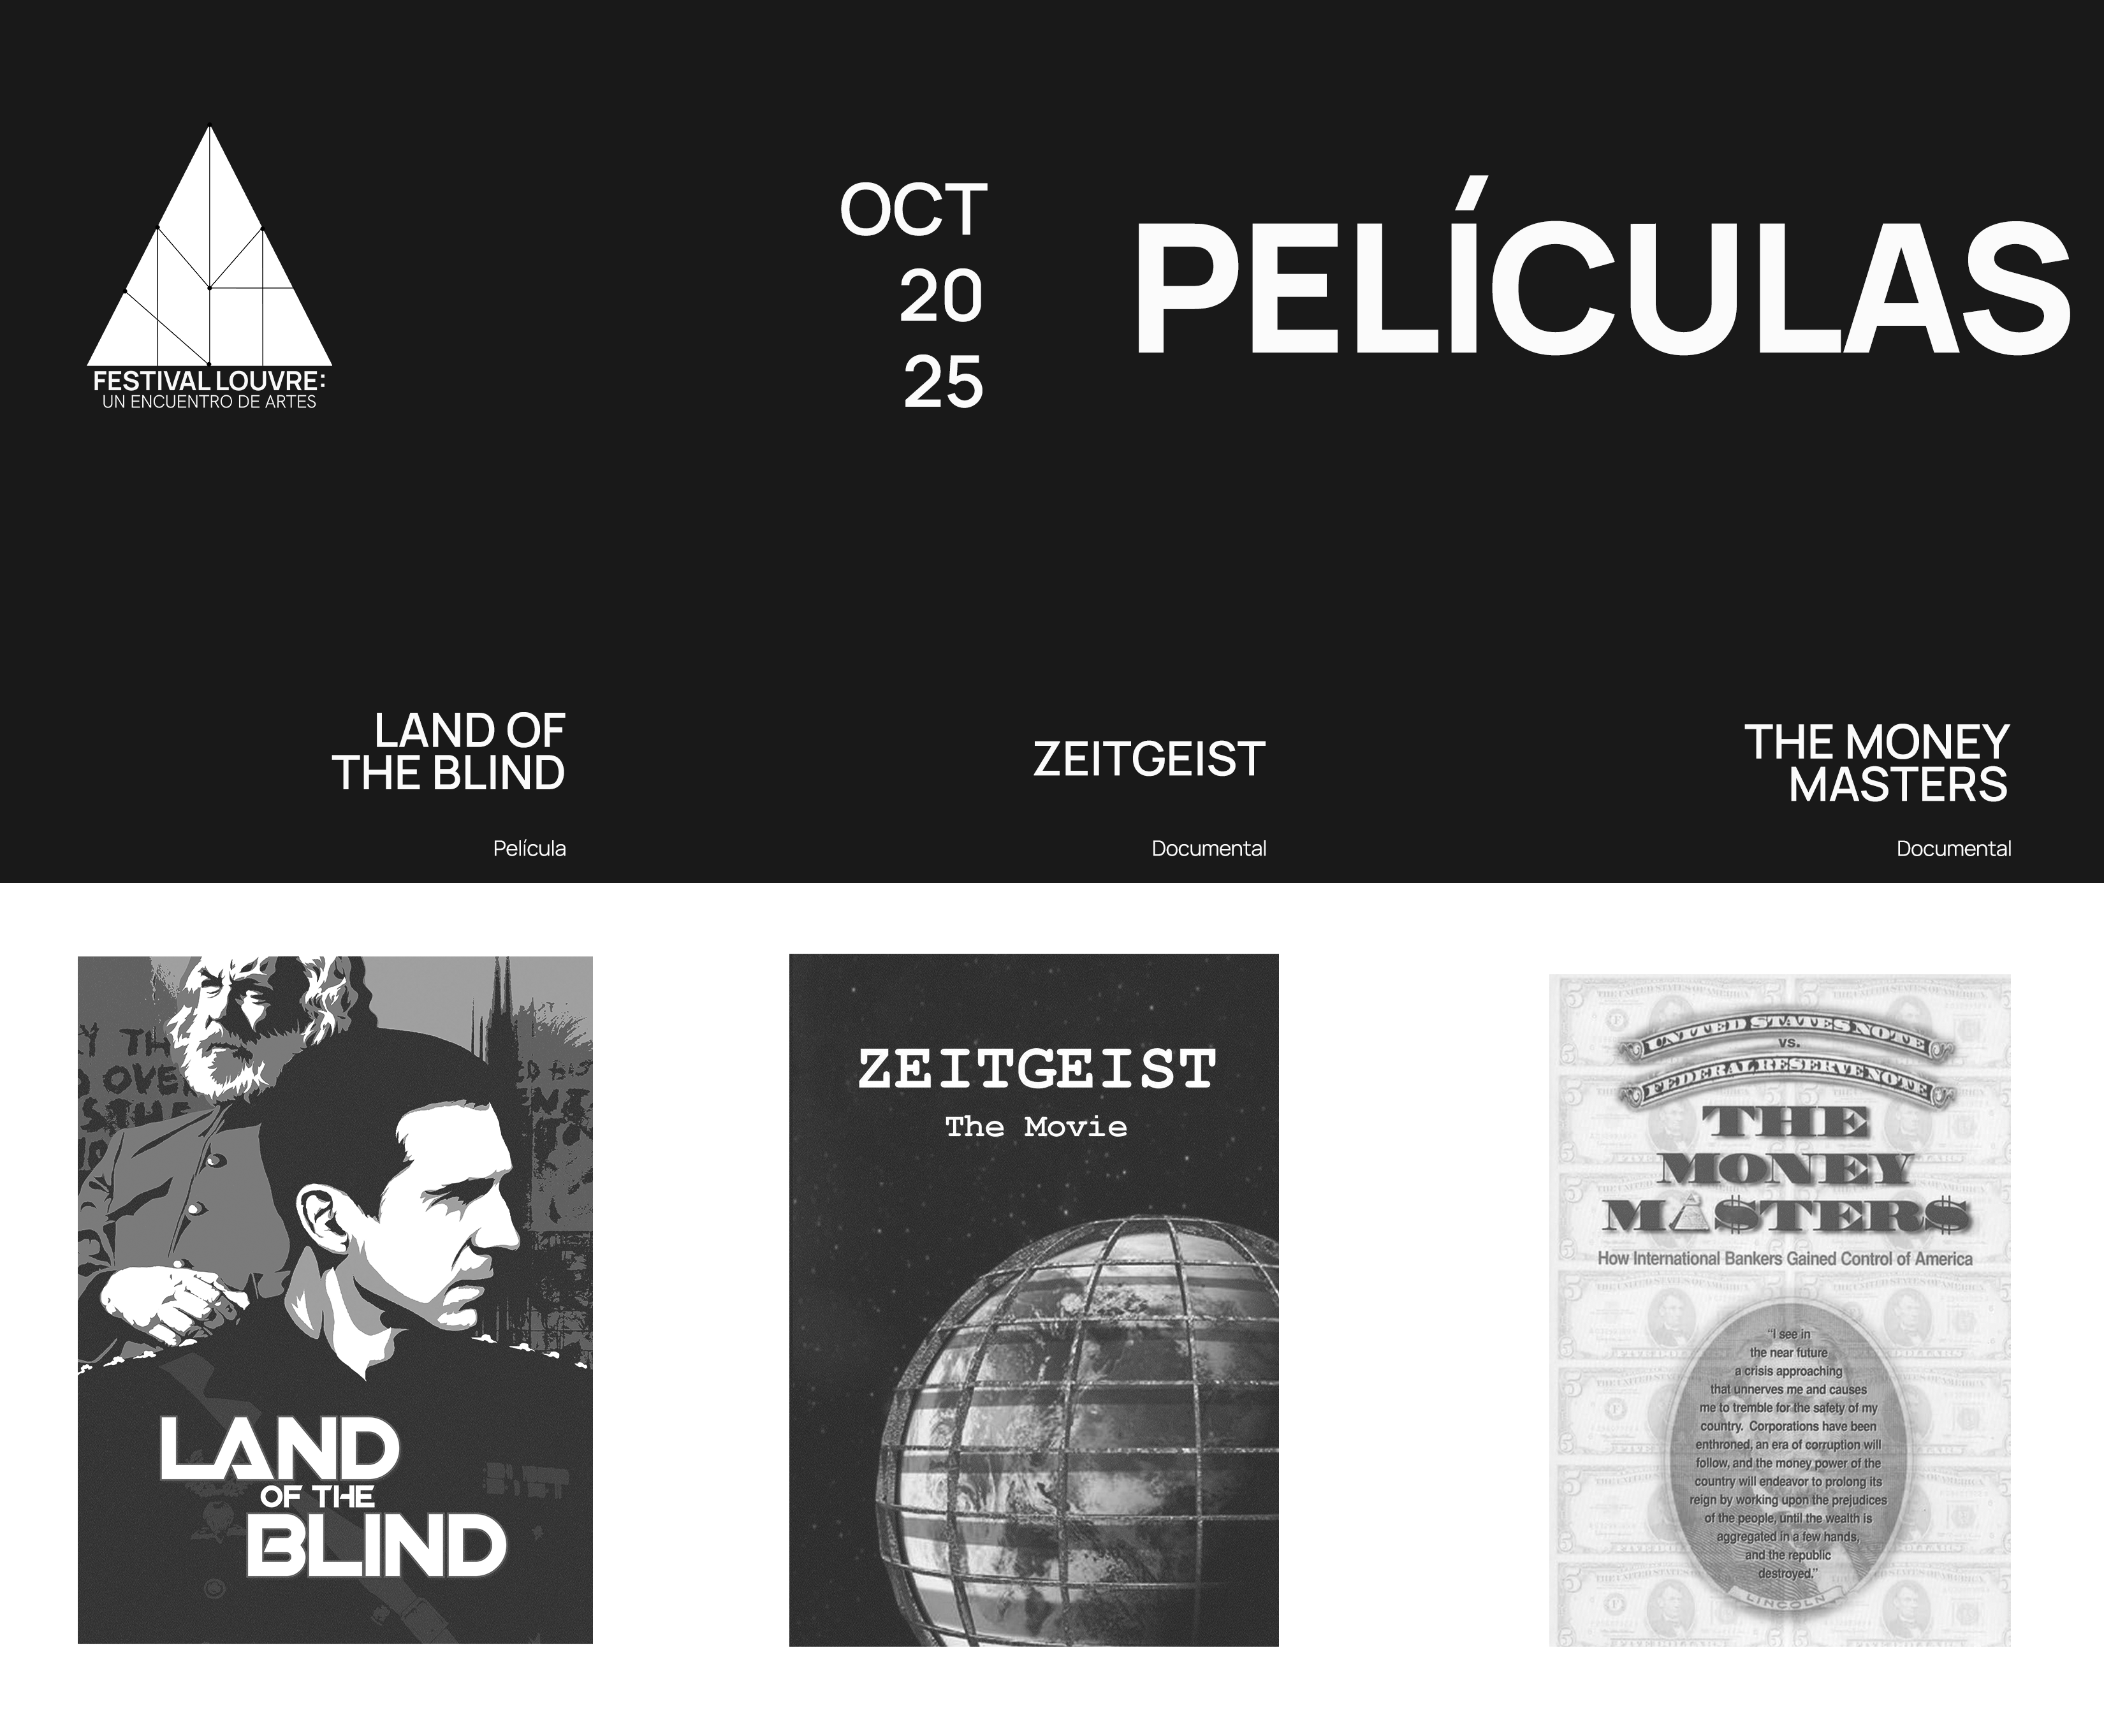 FESTIVAL LOUVRE:
UN ENCUENTRO DE ARTES
OCT
20
25
PELÍCULAS
LAND OF
THE BLIND
Película
ZEITGEIST
Documental
THE MONEY
MASTERS
Documental
LAND
OF THE
BLIND
ZEITGEIST
The Movie
UNITED STATES NOTE
vs.
FEDERAL RESERVE NOTE
THE
MONEY
MASTER$
How International Bankers Gained Control of America
"I see in
the near future
a crisis approaching
that unnerves me and causes
me to tremble for the safety of my
country. Corporations have been
enthroned, an era of corruption will
follow, and the money power of the
country will endeavor to prolong its
reign by working upon the prejudices
of the people, until the wealth is
aggregated in a few hands,
and the republic
destroyed."
LINCOLN